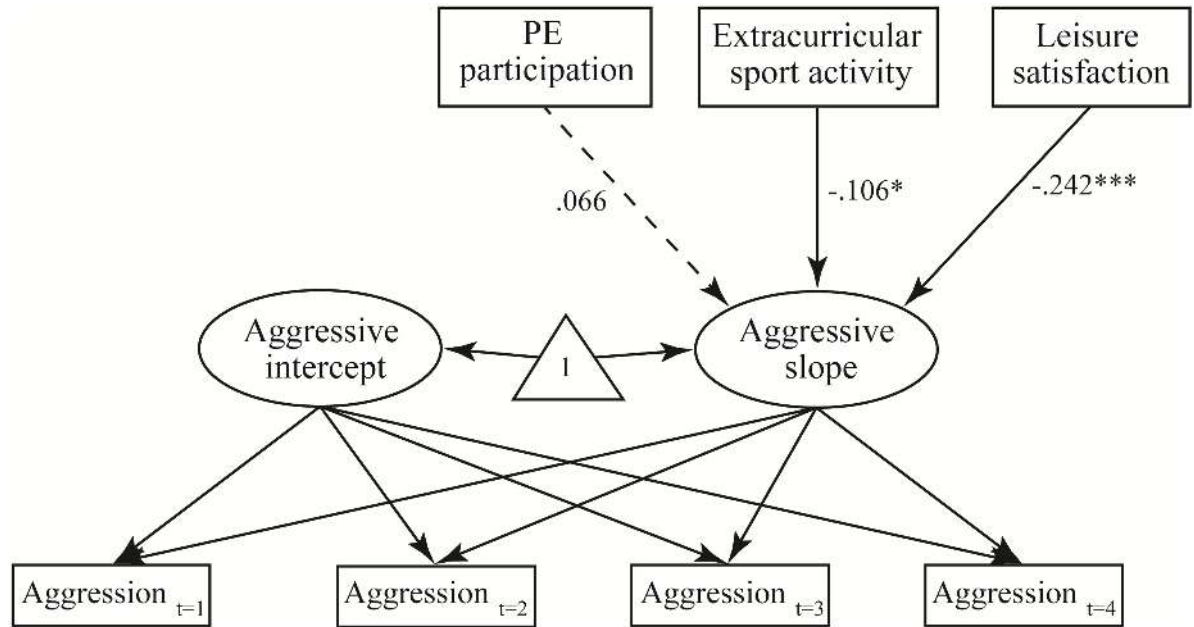 PE
participation
Extracurricular
sport activity
Leisure
satisfaction
.066
-.106*
-.242***
Aggressive
intercept
1
Aggressive
slope
Aggression t=1
Aggression t=2
Aggression t=3
Aggression t=4